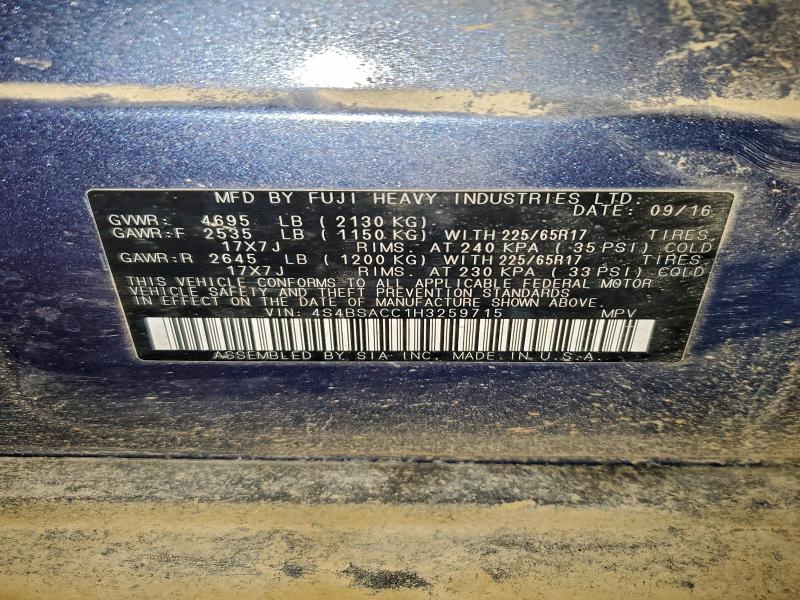 MFD BY FUJI HEAVY INDUSTRIES LTD.
DATE: 09/16
GVWR: 4695 LB ( 2130 KG)
GAWR:F 2535 LB ( 1150 KG) WITH 225/65R17 TIRES
17X7J RIMS. AT 240 KPA ( 35 PSI) COLD
GAWR:R 2645 LB ( 1200 KG) WITH 225/65R17 TIRES
17X7J RIMS. AT 230 KPA ( 33 PSI) COLD
THIS VEHICLE CONFORMS TO ALL APPLICABLE FEDERAL MOTOR
VEHICLE SAFETY AND THEFT PREVENTION STANDARDS
IN EFFECT ON THE DATE OF MANUFACTURE SHOWN ABOVE.
VIN: 4S4BSACC1H3259715 MPV
ASSEMBLED BY SIA INC. MADE IN U.S.A.